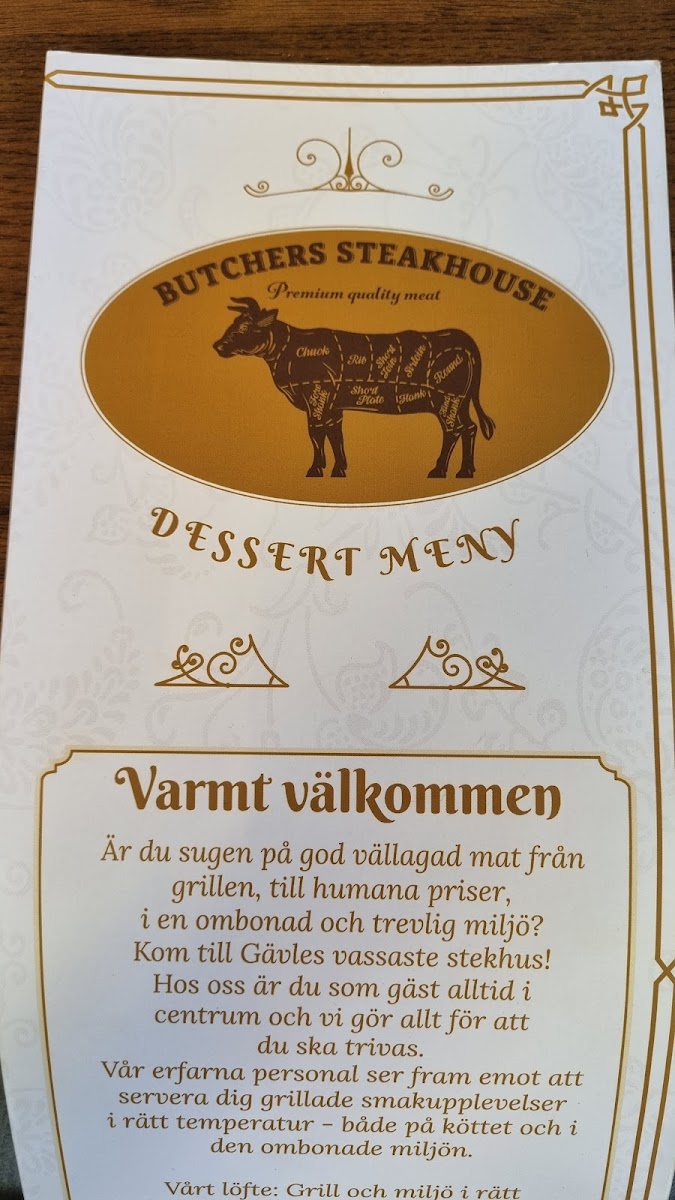 BUTCHERS STEAKHOUSE
Premium quality meat
Chuck
Rib
Short
Loin
Sirloin
Round
Fore
Shank
Short
Plate
Flank
Hind
Shank
DESSERT MENY
Varmt välkommen
Är du sugen på god vällagad mat från
grillen, till humana priser,
i en ombonad och trevlig miljö?
Kom till Gävles vassaste stekhus!
Hos oss är du som gäst alltid i
centrum och vi gör allt för att
du ska trivas.
Vår erfarna personal ser fram emot att
servera dig grillade smakupplevelser
i rätt temperatur – både på köttet och i
den ombonade miljön.
Vårt löfte: Grill och miljö i rätt